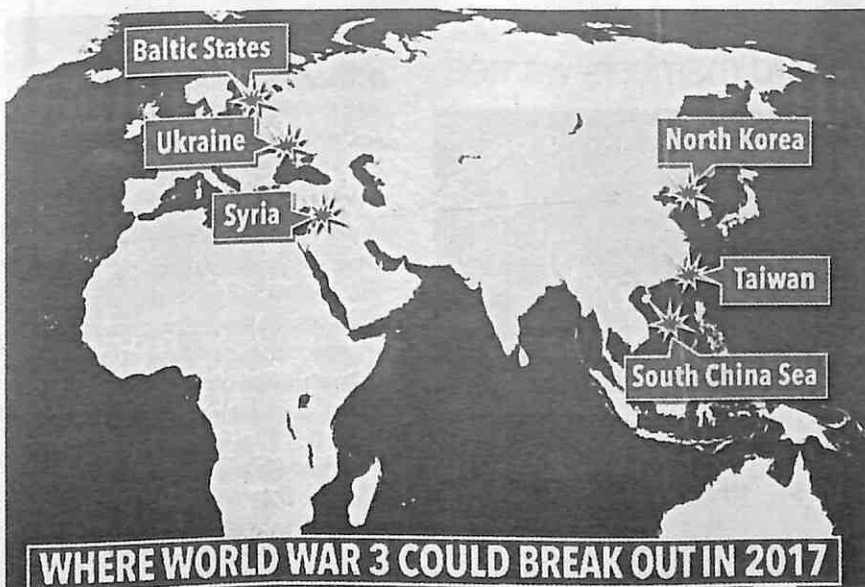 Baltic States
Ukraine
Syria
North Korea
Taiwan
South China Sea
WHERE WORLD WAR 3 COULD BREAK OUT IN 2017